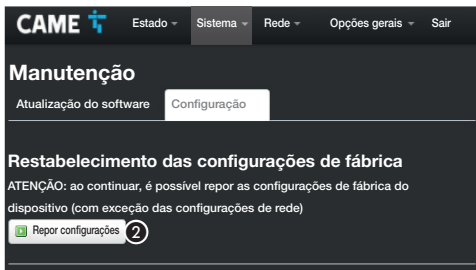 CAME Estado Sistema Rede Opções gerais Sair
Manutenção
Atualização do software Configuração
Restabelecimento das configurações de fábrica
ATENÇÃO: ao continuar, é possível repor as configurações de fábrica do
dispositivo (com exceção das configurações de rede)
Repor configurações 2